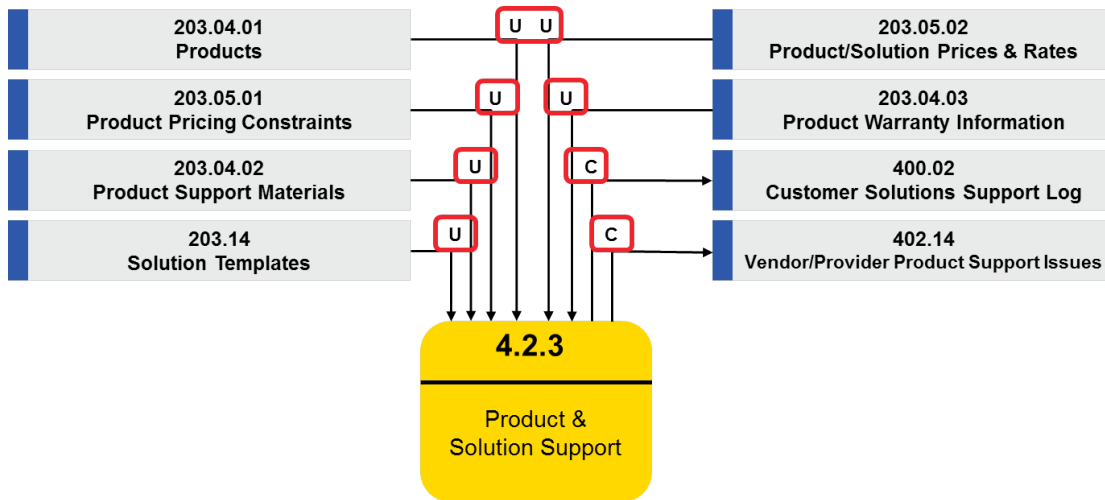 203.04.01
Products
U U
203.05.02
Product/Solution Prices & Rates
203.05.01
Product Pricing Constraints
U
U
203.04.03
Product Warranty Information
203.04.02
Product Support Materials
U
C
400.02
Customer Solutions Support Log
203.14
Solution Templates
U
C
402.14
Vendor/Provider Product Support Issues
4.2.3
Product &
Solution Support